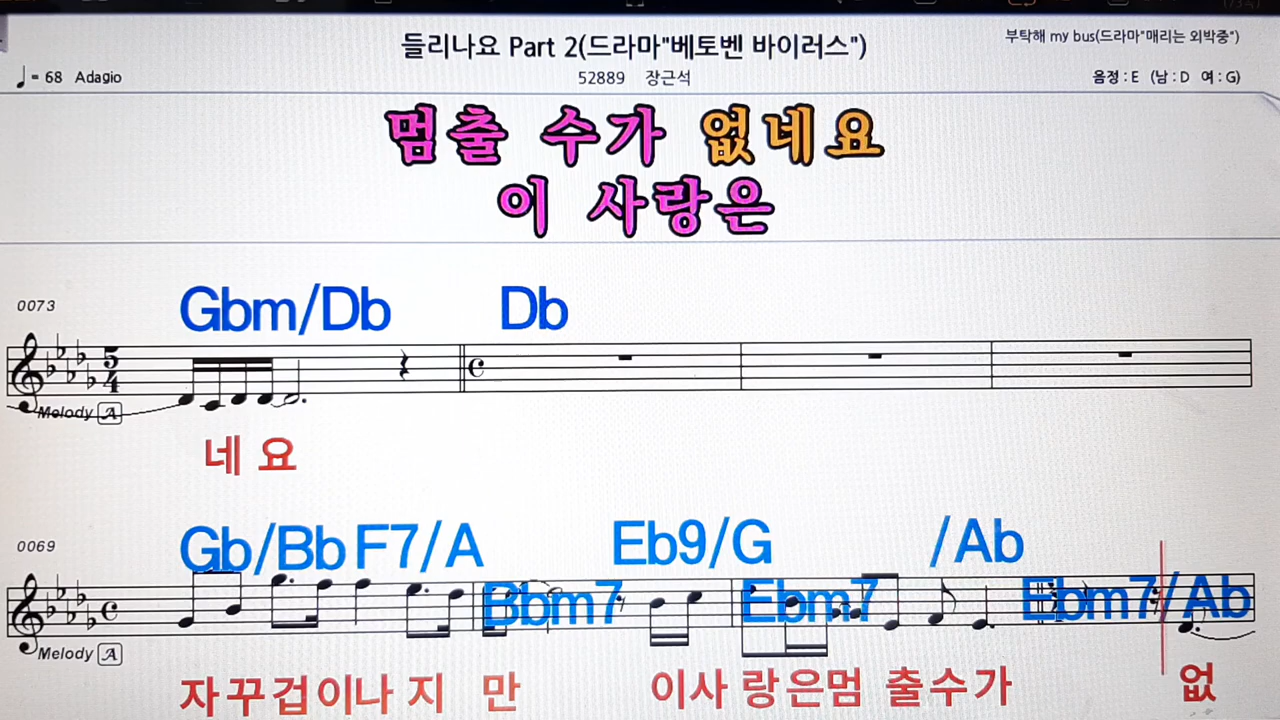 들리나요 Part 2(드라마"베토벤 바이러스")
부탁해 my bus(드라마"매리는 외박중")
♩= 68 Adagio
52889 장근석
음정 : E (남 : D 여 : G)
멈출 수가 없네요
이 사랑은
0073
Gbm/Db Db
5
4
Melody A
네 요
0069
Gb/Bb F7/A Eb9/G /Ab
Bbm7 Ebm7 Ebm7/Ab
Melody A
자꾸겁이나 지 만 이사 랑은멈 출수가 없